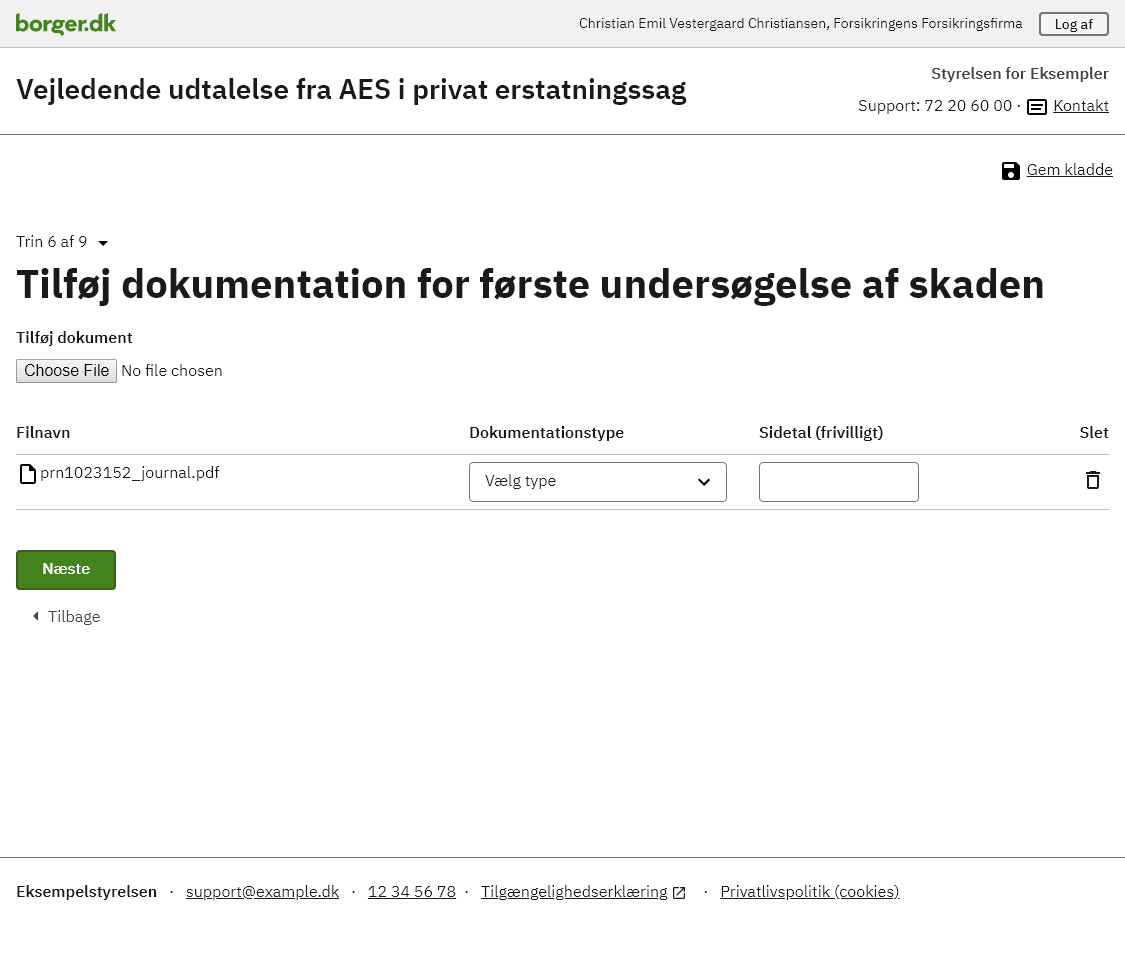 borger.dk
Christian Emil Vestergaard Christiansen, Forsikringens Forsikringsfirma
Log af
Vejledende udtalelse fra AES i privat erstatningssag
Styrelsen for Eksempler
Support: 72 20 60 00 · Kontakt
Gem kladde
Trin 6 af 9
Tilføj dokumentation for første undersøgelse af skaden
Tilføj dokument
Choose File No file chosen
Filnavn Dokumentationstype Sidetal (frivilligt) Slet
prn1023152_journal.pdf Vælg type
Næste
Tilbage
Eksempelstyrelsen · support@example.dk · 12 34 56 78 · Tilgængelighedserklæring · Privatlivspolitik (cookies)